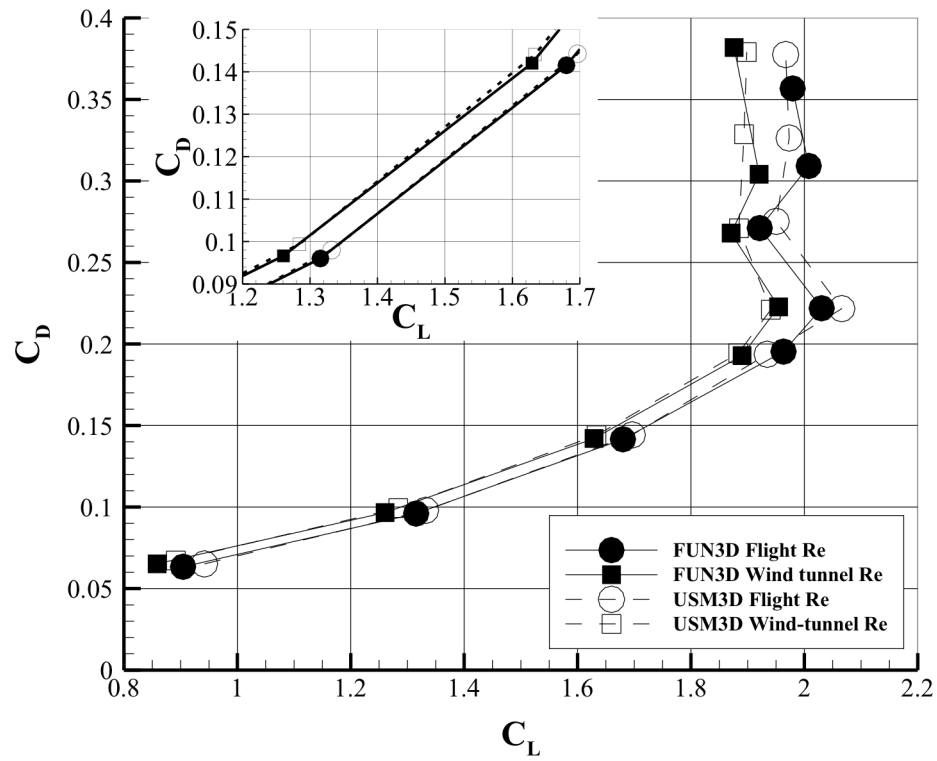 0.4
0.35
0.3
0.25
0.2
0.15
0.1
0.05
0
C_D
0.8 1 1.2 1.4 1.6 1.8 2 2.2
C_L
0.15
0.14
0.13
0.12
0.11
0.1
0.09
C_D
1.2 1.3 1.4 1.5 1.6 1.7
C_L
FUN3D Flight Re
FUN3D Wind tunnel Re
USM3D Flight Re
USM3D Wind-tunnel Re